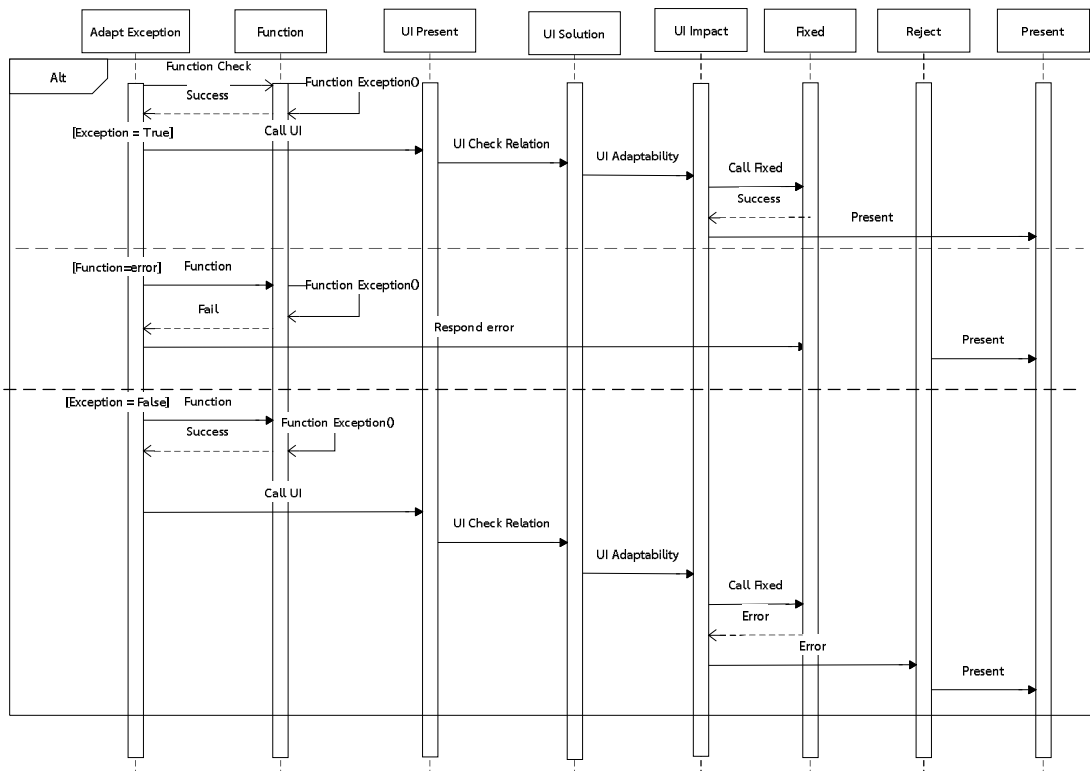 Adapt Exception
Function
UI Present
UI Solution
UI Impact
Fixed
Reject
Present
Alt
Function Check
Function Exception()
Success
[Exception = True]
Call UI
UI Check Relation
UI Adaptability
Call Fixed
Success
Present
[Function=error]
Function
Function Exception()
Fail
Respond error
Present
[Exception = False]
Function
Function Exception()
Success
Call UI
UI Check Relation
UI Adaptability
Call Fixed
Error
Error
Present